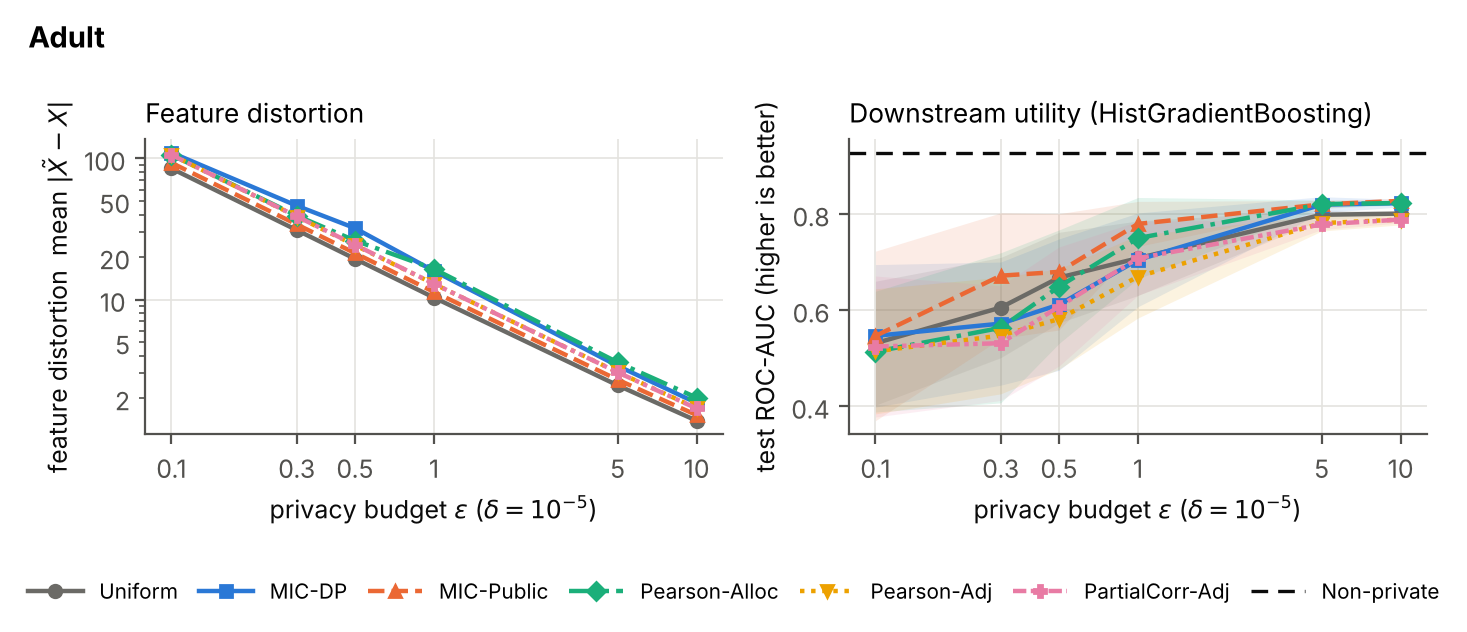 Adult
Feature distortion
feature distortion mean |X̃ − X|
100
50
20
10
5
2
0.1 0.3 0.5 1 5 10
privacy budget ε (δ = 10⁻⁵)
Downstream utility (HistGradientBoosting)
test ROC-AUC (higher is better)
0.8
0.6
0.4
0.1 0.3 0.5 1 5 10
privacy budget ε (δ = 10⁻⁵)
Uniform MIC-DP MIC-Public Pearson-Alloc Pearson-Adj PartialCorr-Adj Non-private